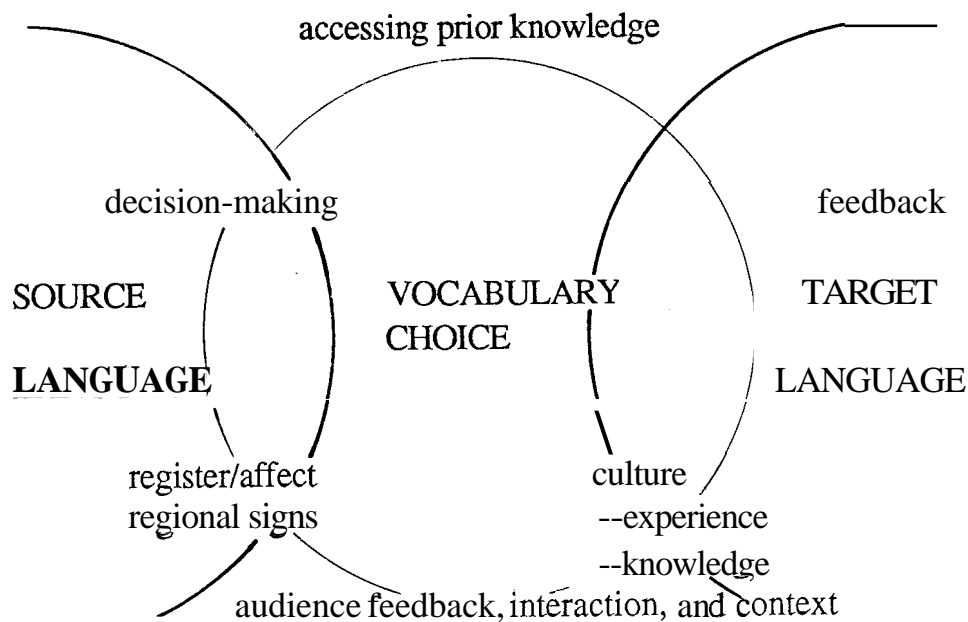 accessing prior knowledge
decision-making
feedback
SOURCE
LANGUAGE
VOCABULARY
CHOICE
TARGET
LANGUAGE
register/affect
regional signs
culture
--experience
--knowledge
audience feedback, interaction, and context